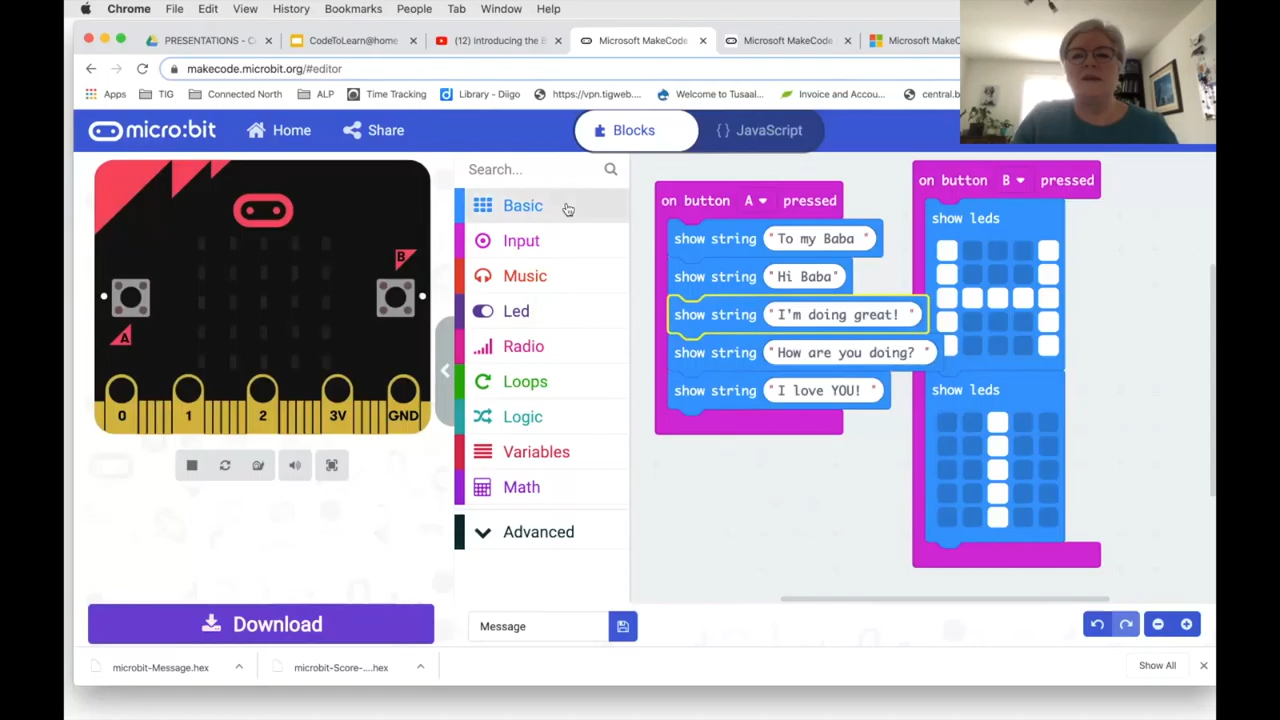 Chrome File Edit View History Bookmarks People Tab Window Help
PRESENTATIONS - C CodeToLearn@home (12) Introducing the B Microsoft MakeCode Microsoft MakeCode Microsoft MakeC
makecode.microbit.org/#editor
Apps TIG Connected North ALP Time Tracking Library - Diigo https://vpn.tigweb.... Welcome to Tusaal... Invoice and Accou... central.b
micro:bit Home Share Blocks {} JavaScript
Search...
Basic
Input
Music
Led
Radio
Loops
Logic
Variables
Math
Advanced
A
B
0 1 2 3V GND
on button A pressed
show string "To my Baba "
show string "Hi Baba"
show string "I'm doing great! "
show string "How are you doing? "
show string "I love YOU! "
on button B pressed
show leds
show leds
Download
Message
microbit-Message.hex
microbit-Score-....hex
Show All